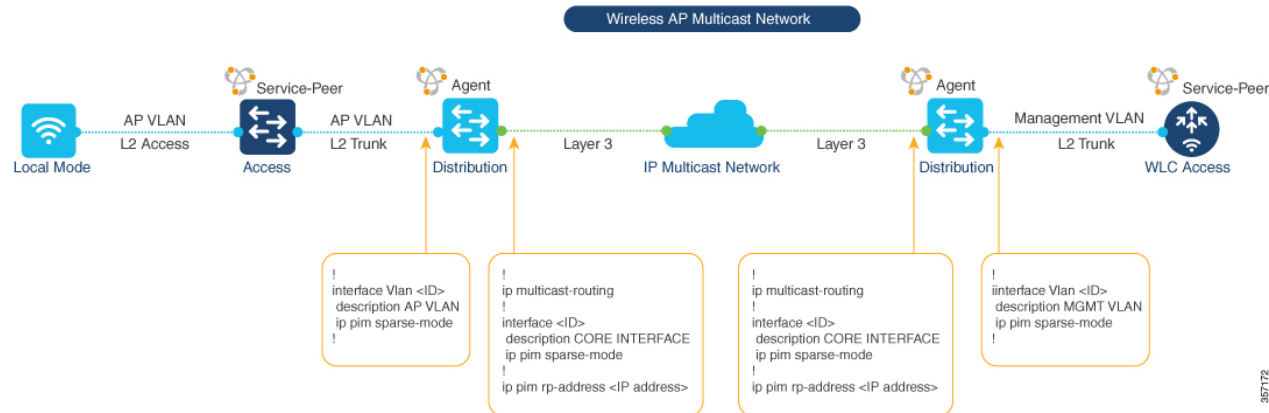 Wireless AP Multicast Network
Service-Peer
Agent
Agent
Service-Peer
AP VLAN
L2 Access
AP VLAN
L2 Trunk
Layer 3
Layer 3
Management VLAN
L2 Trunk
Local Mode
Access
Distribution
IP Multicast Network
Distribution
WLC Access
!
interface Vlan <ID>
description AP VLAN
ip pim sparse-mode
!
!
ip multicast-routing
!
interface <ID>
description CORE INTERFACE
ip pim sparse-mode
!
ip pim rp-address <IP address>
!
ip multicast-routing
!
interface <ID>
description CORE INTERFACE
ip pim sparse-mode
!
ip pim rp-address <IP address>
!
iinterface Vlan <ID>
description MGMT VLAN
ip pim sparse-mode
!
357172